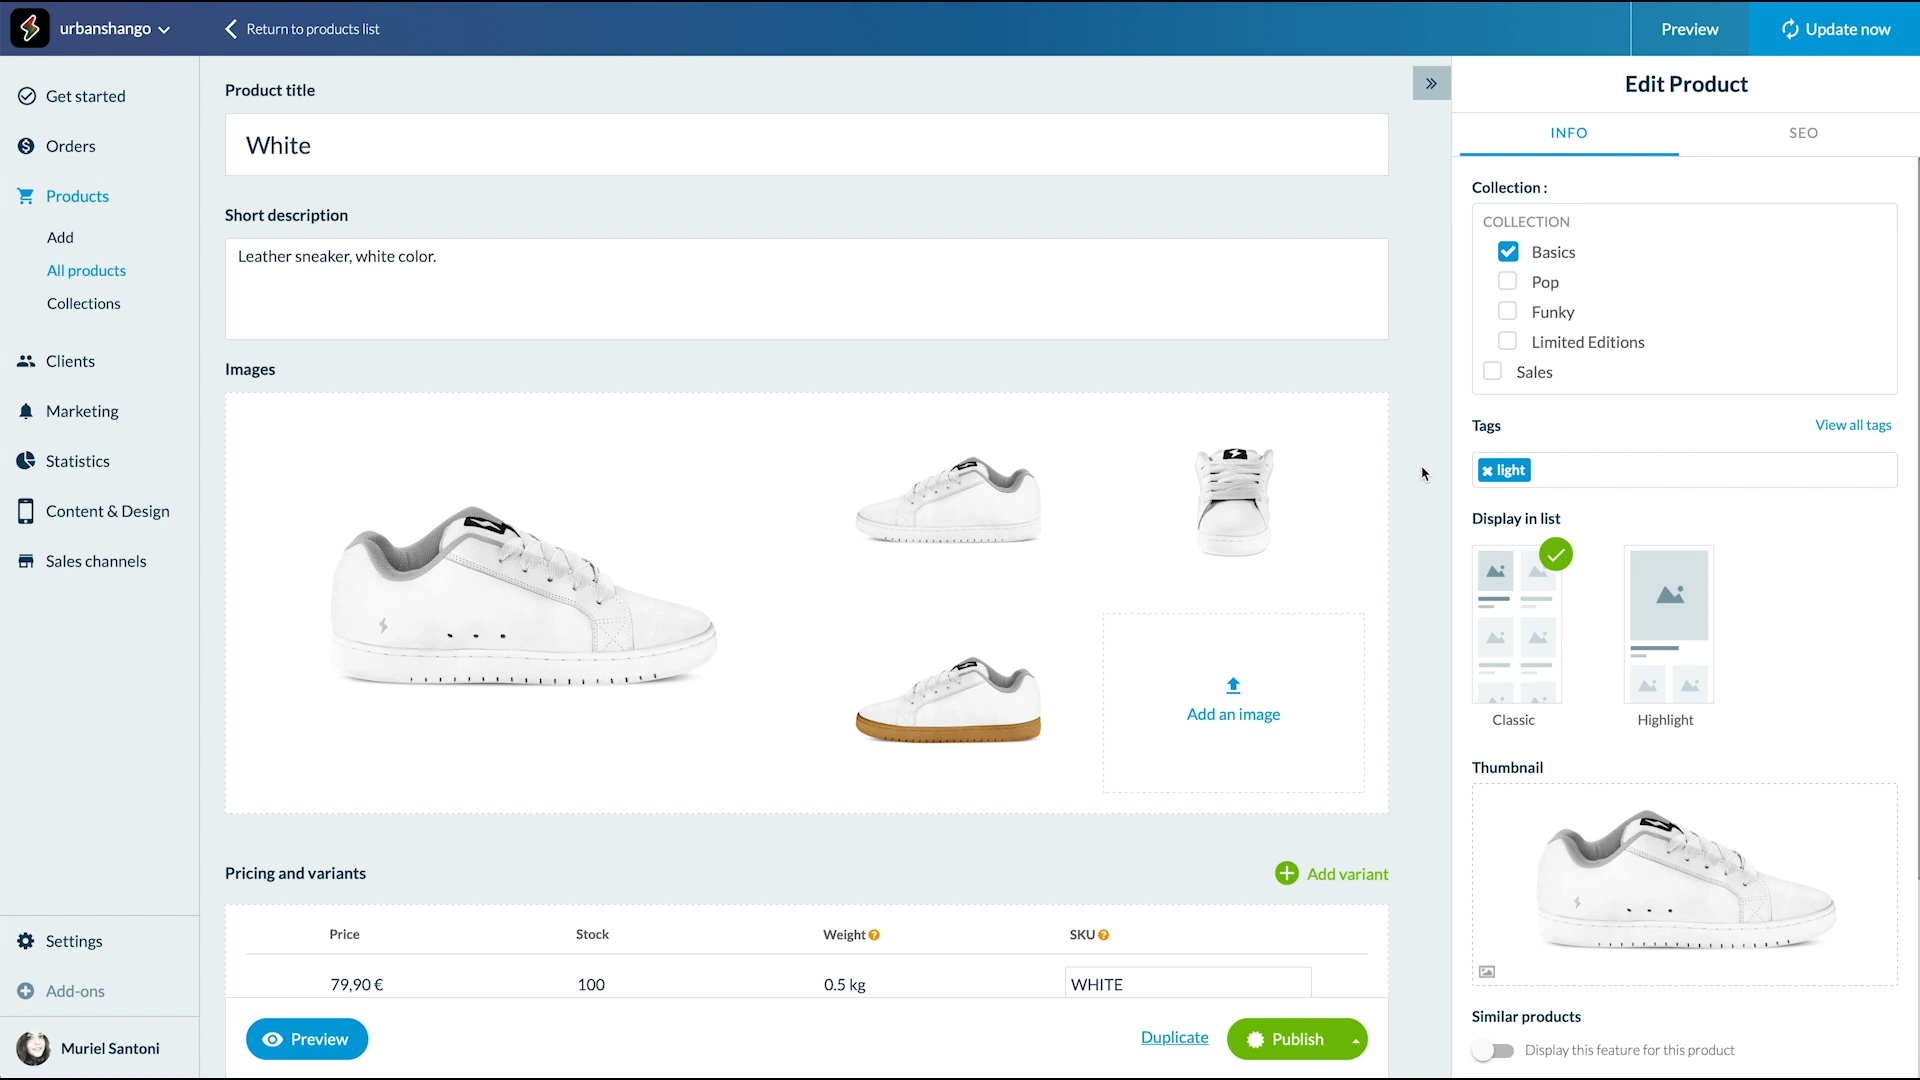 urbanshango
Return to products list
Preview
Update now
Get started
Orders
Products
Add
All products
Collections
Clients
Marketing
Statistics
Content & Design
Sales channels
Settings
Add-ons
Muriel Santoni
Product title
White
Short description
Leather sneaker, white color.
Images
Add an image
Pricing and variants
Add variant
Price Stock Weight ? SKU ?
79,90 € 100 0.5 kg WHITE
Preview
Duplicate
Publish
Edit Product
INFO SEO
Collection :
COLLECTION
Basics
Pop
Funky
Limited Editions
Sales
Tags View all tags
light
Display in list
Classic Highlight
Thumbnail
Similar products
Display this feature for this product